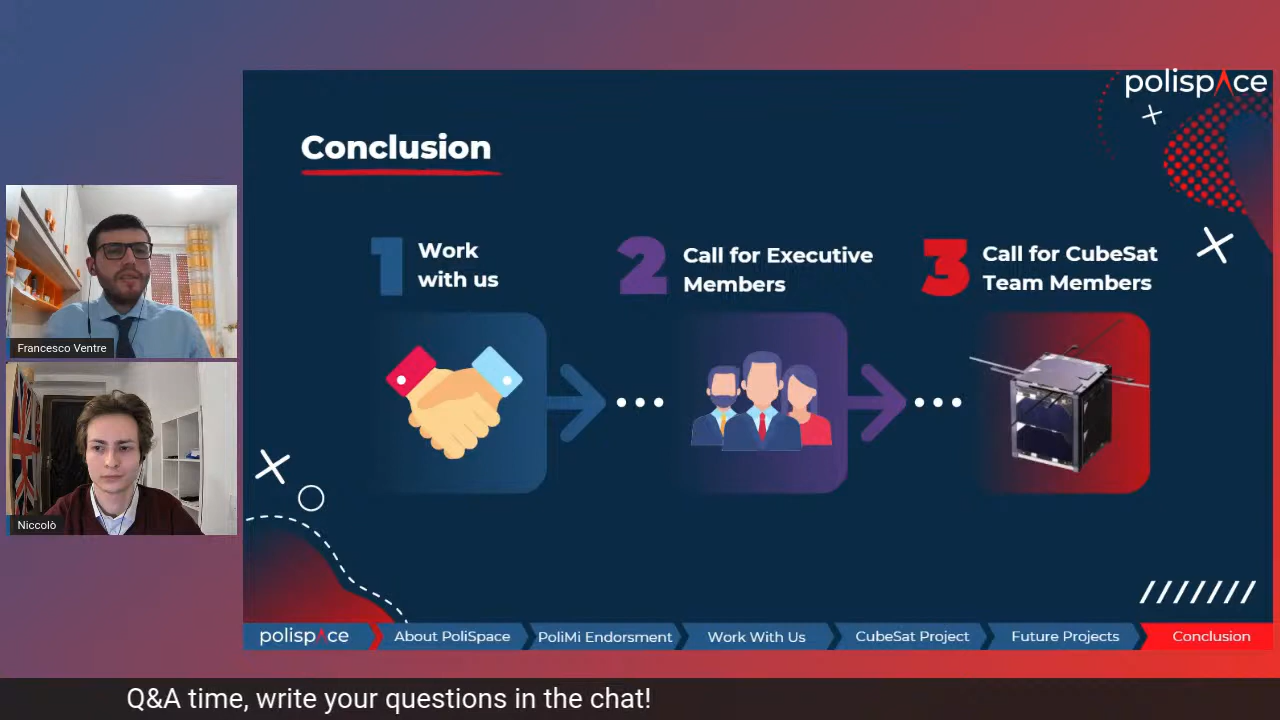 polispace
Conclusion
1 Work
with us
2 Call for Executive
Members
3 Call for CubeSat
Team Members
Francesco Ventre
Niccolò
polispace
About PoliSpace
PoliMi Endorsment
Work With Us
CubeSat Project
Future Projects
Conclusion
Q&A time, write your questions in the chat!